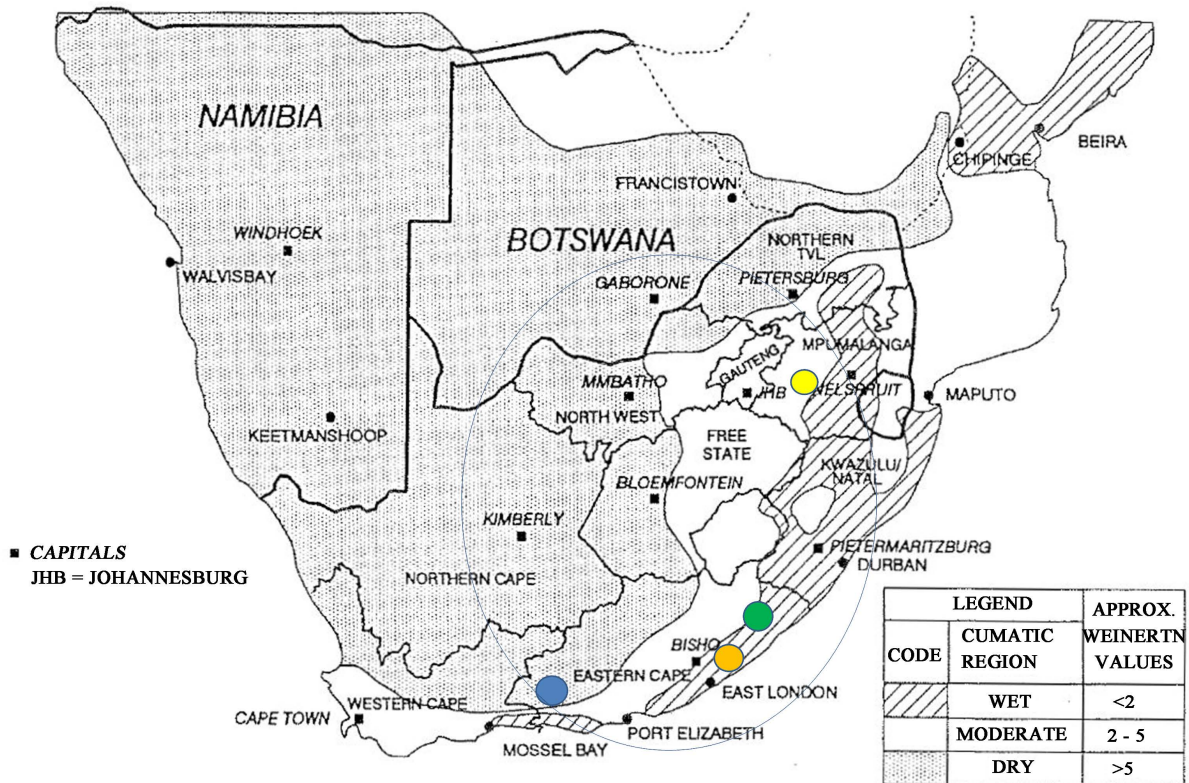 NAMIBIA
BEIRA
CHIPINGE
FRANCISTOWN
WINDHOEK
BOTSWANA
NORTHERN
TVL
WALVISBAY
GABORONE
PIETERSBURG
MPUMALANGA
GAUTENG
MMBATHO
JHB
NELSPRUIT
MAPUTO
NORTH WEST
KEETMANSHOOP
FREE
STATE
KWAZULU/
NATAL
BLOEMFONTEIN
KIMBERLY
PIETERMARITZBURG
DURBAN
CAPITALS
JHB = JOHANNESBURG
NORTHERN CAPE
BISHO
EASTERN CAPE
EAST LONDON
WESTERN CAPE
CAPE TOWN
PORT ELIZABETH
MOSSEL BAY
LEGEND
APPROX.
WEINERTN
VALUES
CODE
CUMATIC
REGION
WET
<2
MODERATE
2 - 5
DRY
>5